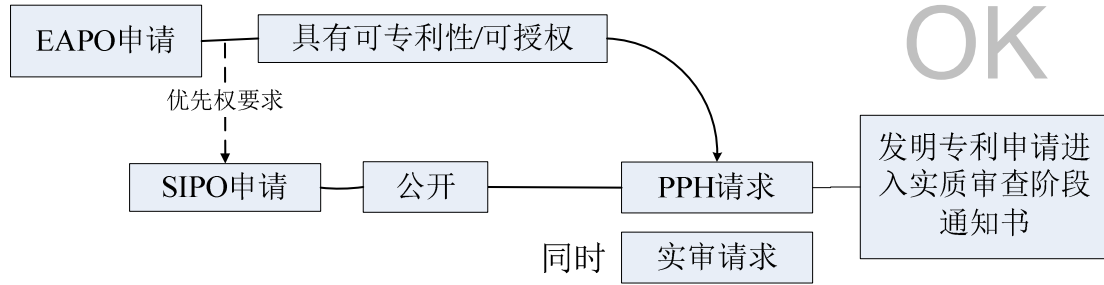 EAPO申请
具有可专利性/可授权
OK
优先权要求
SIPO申请
公开
PPH请求
发明专利申请进
入实质审查阶段
通知书
同时
实审请求